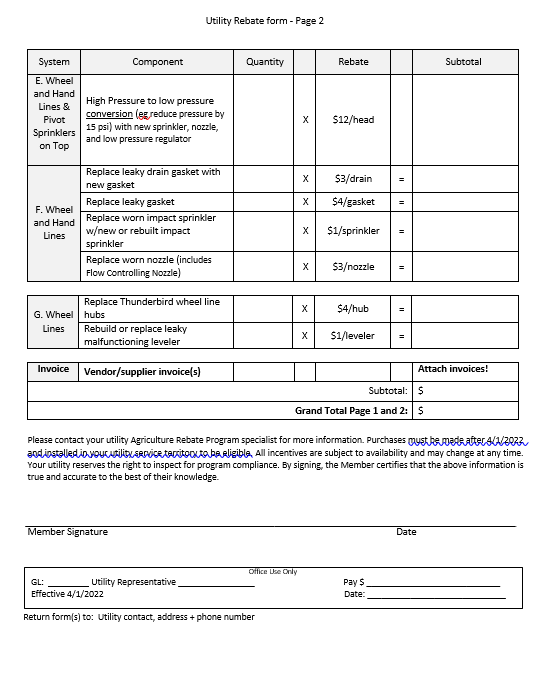 Utility Rebate form - Page 2
System Component Quantity Rebate Subtotal
E. Wheel
and Hand
Lines &
Pivot
Sprinklers
on Top
High Pressure to low pressure
conversion (eg reduce pressure by
15 psi) with new sprinkler, nozzle,
and low pressure regulator
X $12/head
F. Wheel
and Hand
Lines
Replace leaky drain gasket with
new gasket
X $3/drain =
Replace leaky gasket X $4/gasket =
Replace worn impact sprinkler
w/new or rebuilt impact
sprinkler
X $1/sprinkler =
Replace worn nozzle (includes
Flow Controlling Nozzle)
X $3/nozzle =
G. Wheel
Lines
Replace Thunderbird wheel line
hubs
X $4/hub =
Rebuild or replace leaky
malfunctioning leveler
X $1/leveler =
Invoice Vendor/supplier invoice(s) Attach invoices!
Subtotal: $
Grand Total Page 1 and 2: $
Please contact your utility Agriculture Rebate Program specialist for more information. Purchases must be made after 4/1/2022
and installed in your utility service territory to be eligible. All incentives are subject to availability and may change at any time.
Your utility reserves the right to inspect for program compliance. By signing, the Member certifies that the above information is
true and accurate to the best of their knowledge.
Member Signature Date
Office Use Only
GL: ________ Utility Representative _______________ Pay $ __________________________
Effective 4/1/2022 Date: ___________________________
Return form(s) to: Utility contact, address + phone number